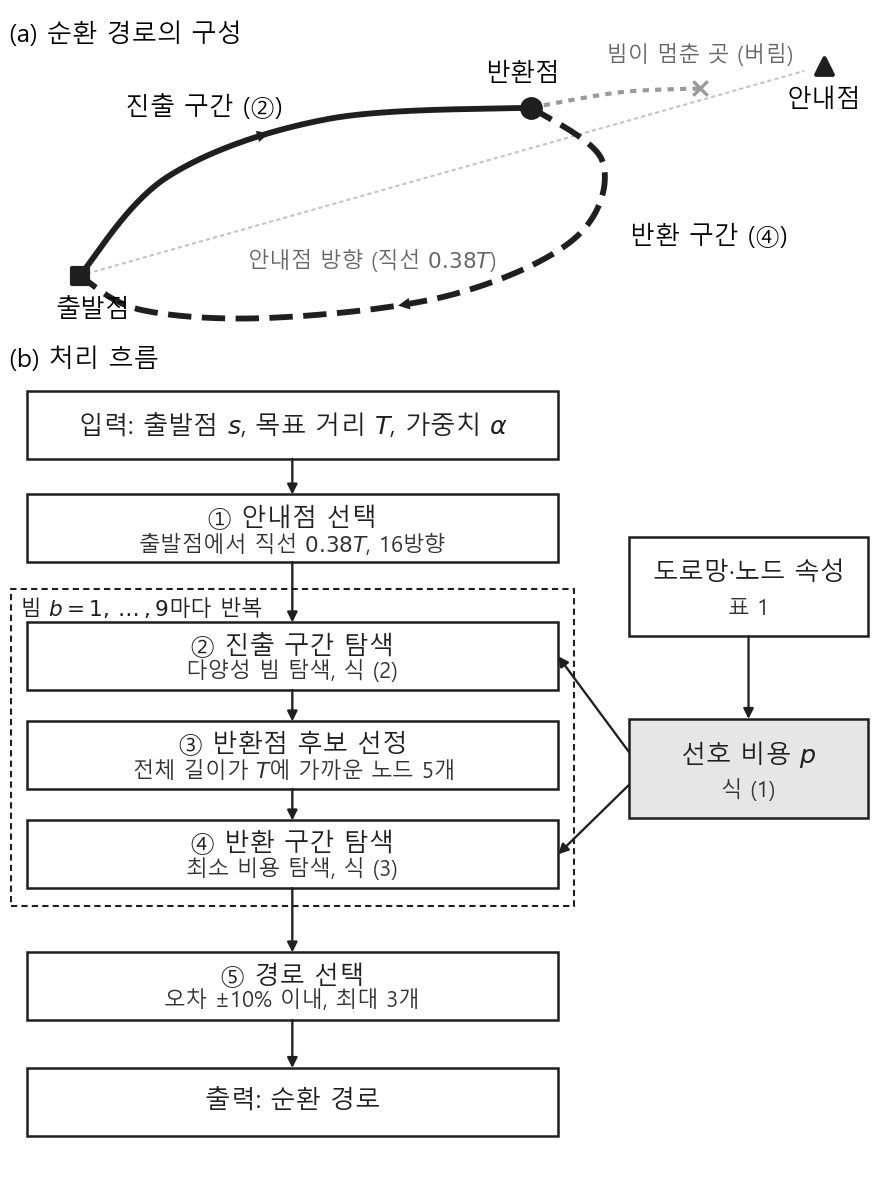 (a) 순환 경로의 구성
빔이 멈춘 곳 (버림)
반환점
안내점
진출 구간 (②)
반환 구간 (④)
안내점 방향 (직선 0.38T)
출발점
(b) 처리 흐름
입력: 출발점 s, 목표 거리 T, 가중치 α
① 안내점 선택
출발점에서 직선 0.38T, 16방향
도로망·노드 속성
표 1
빔 b = 1, … , 9마다 반복
② 진출 구간 탐색
다양성 빔 탐색, 식 (2)
③ 반환점 후보 선정
전체 길이가 T에 가까운 노드 5개
선호 비용 p
식 (1)
④ 반환 구간 탐색
최소 비용 탐색, 식 (3)
⑤ 경로 선택
오차 ±10% 이내, 최대 3개
출력: 순환 경로